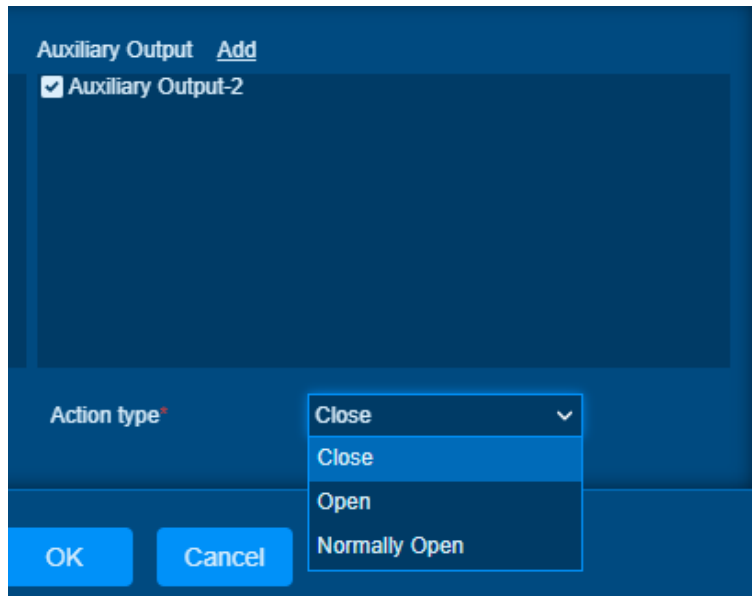 Auxiliary Output Add
Auxiliary Output-2
Action type*
Close
Close
Open
Normally Open
OK
Cancel